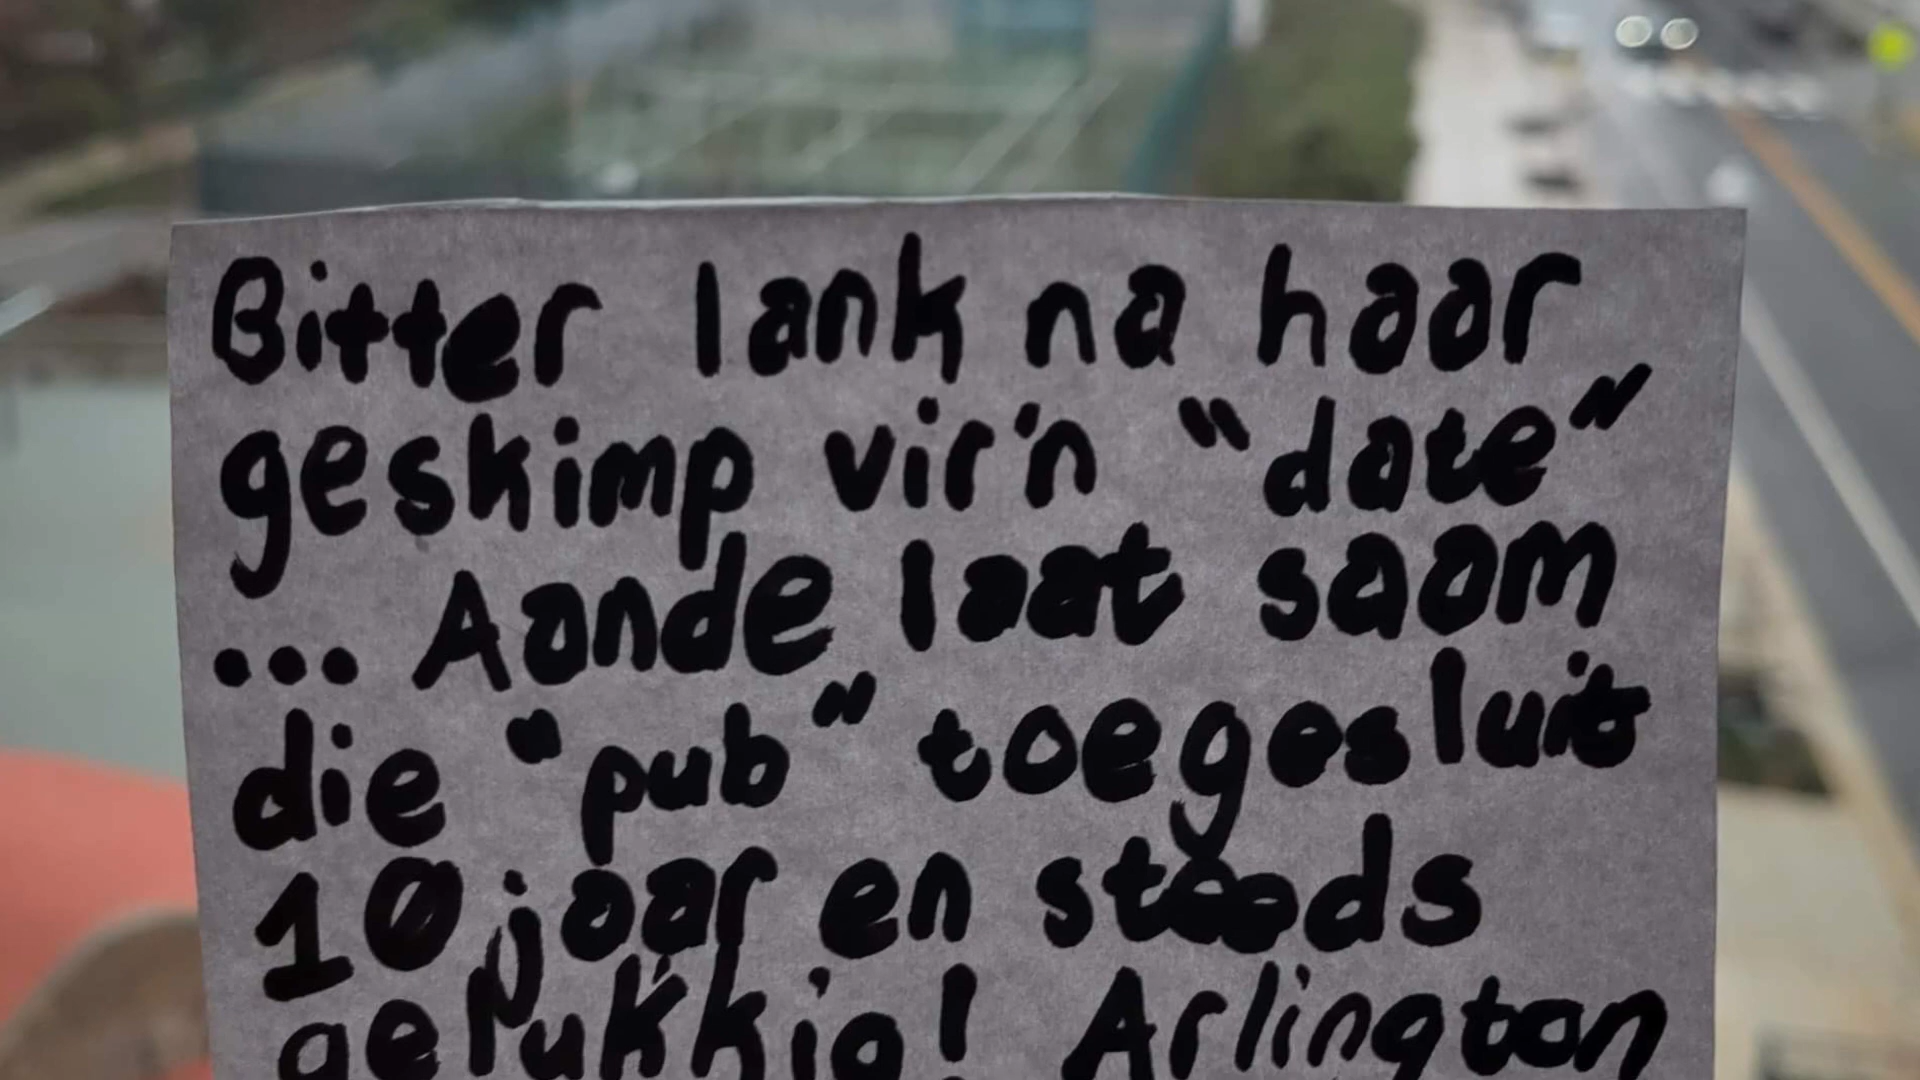 Bitter lank na haar
geskimp vir 'n "date"
... Aande laat saam
die "pub" toegesluit
10 jaar en steeds
gelukkig! Arlington